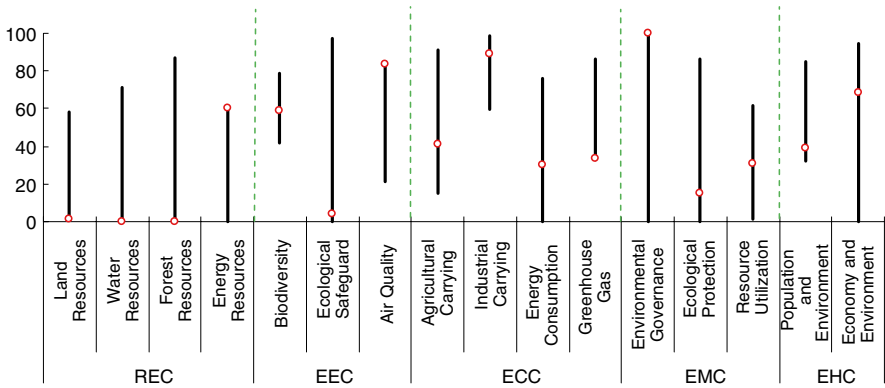 100
80
60
40
20
0
Land
Resources
Water
Resources
Forest
Resources
Energy
Resources
Biodiversity
Ecological
Safeguard
Air Quality
Agricultural
Carrying
Industrial
Carrying
Energy
Consumption
Greenhouse
Gas
Environmental
Governance
Ecological
Protection
Resource
Utilization
Population
and
Environment
Economy and
Environment
REC
EEC
ECC
EMC
EHC